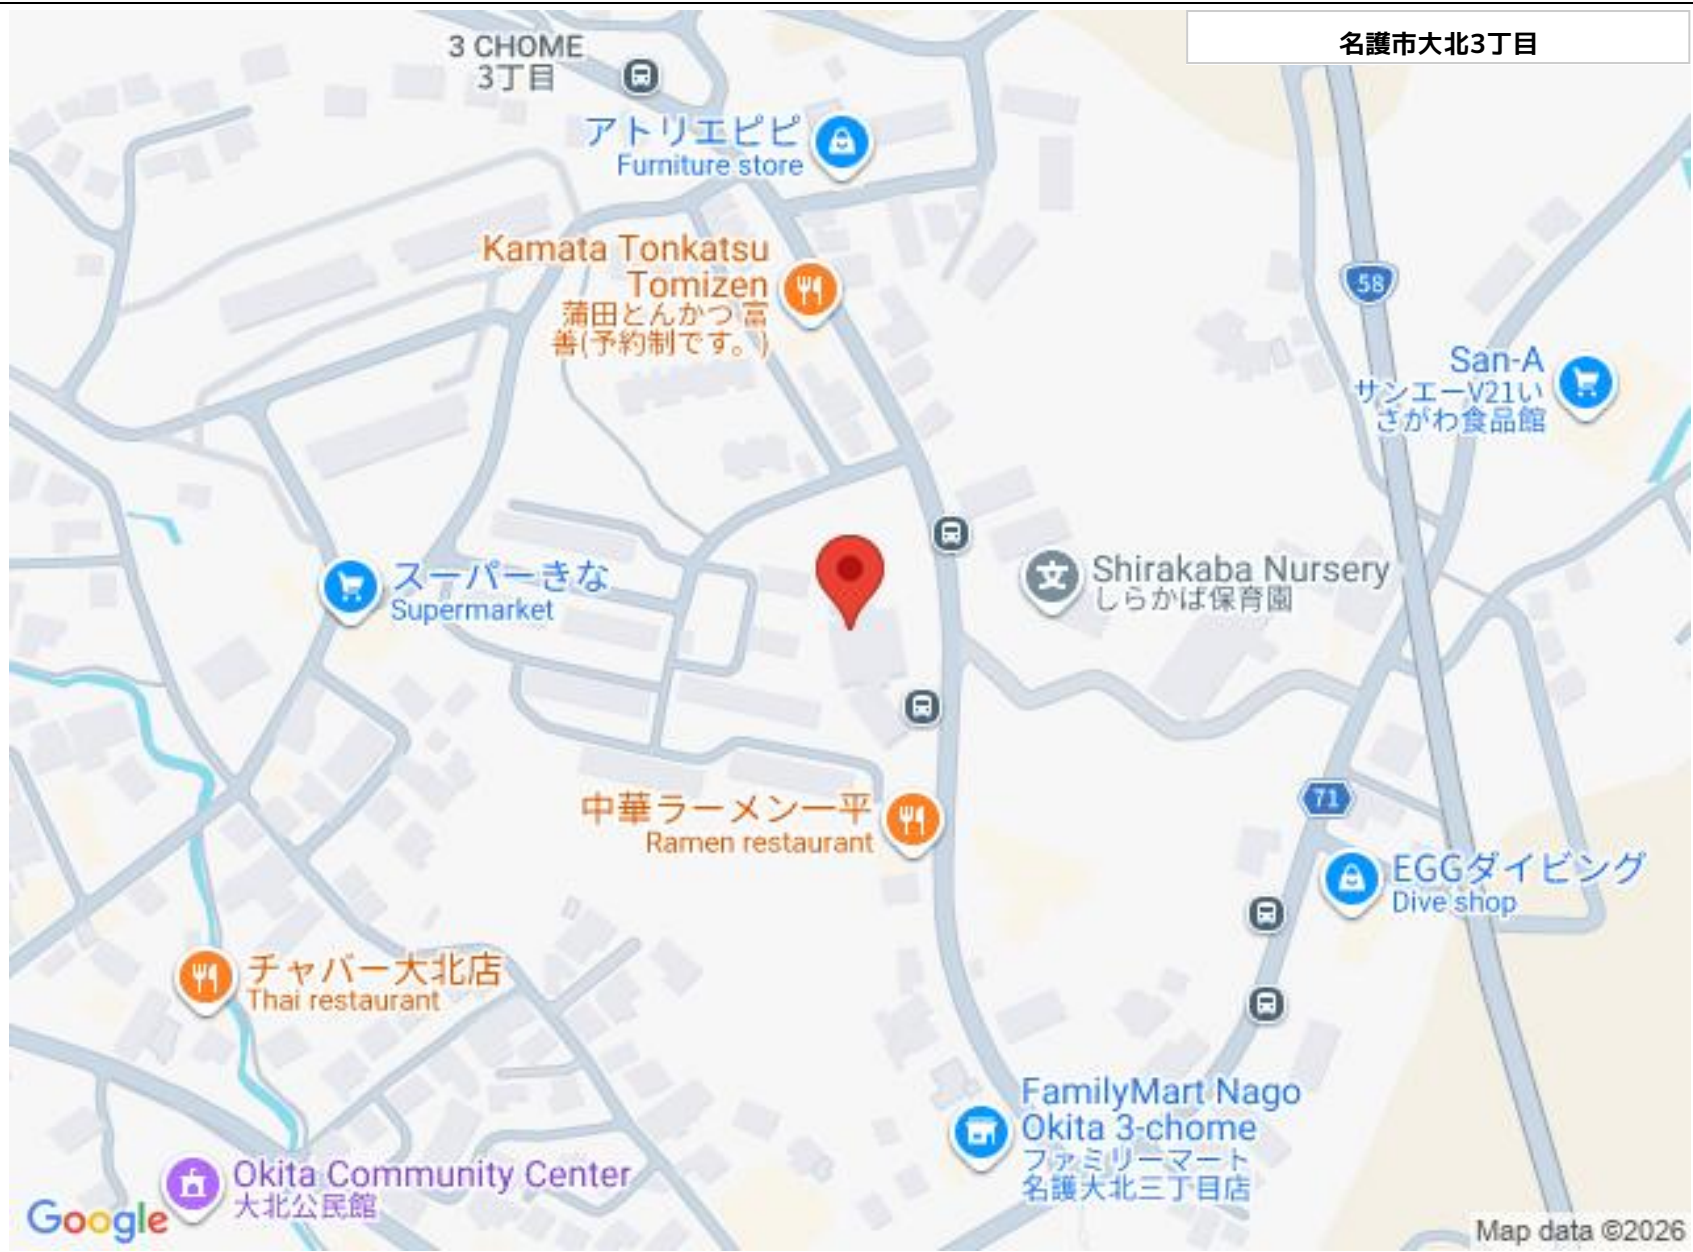 名護市大北3丁目
3 CHOME
3丁目
アトリエピピ
Furniture store
Kamata Tonkatsu
Tomizen
蒲田とんかつ 富
善(予約制です。)
58
San-A
サンエーV21い
さがわ食品館
スーパーきな
Supermarket
Shirakaba Nursery
しらかば保育園
中華ラーメン一平
Ramen restaurant
71
EGGダイビング
Dive shop
チャバー大北店
Thai restaurant
FamilyMart Nago
Okita 3-chome
ファミリーマート
名護大北三丁目店
Okita Community Center
大北公民館
Google
Map data ©2026